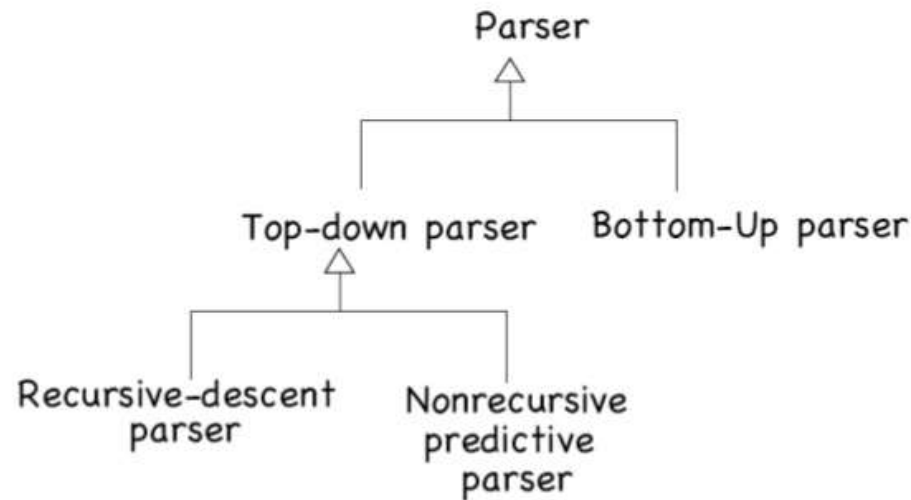 Parser
Top-down parser
Bottom-Up parser
Recursive-descent
parser
Nonrecursive
predictive
parser